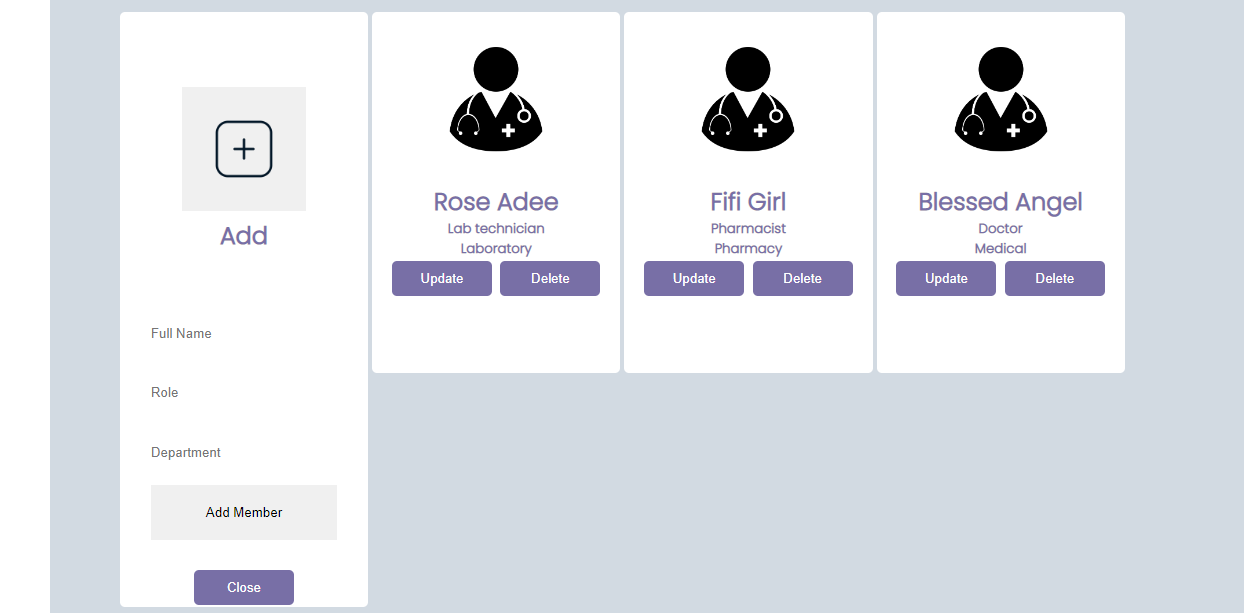 Add
Full Name
Role
Department
Add Member
Close
Rose Adee
Lab technician
Laboratory
Update
Delete
Fifi Girl
Pharmacist
Pharmacy
Update
Delete
Blessed Angel
Doctor
Medical
Update
Delete